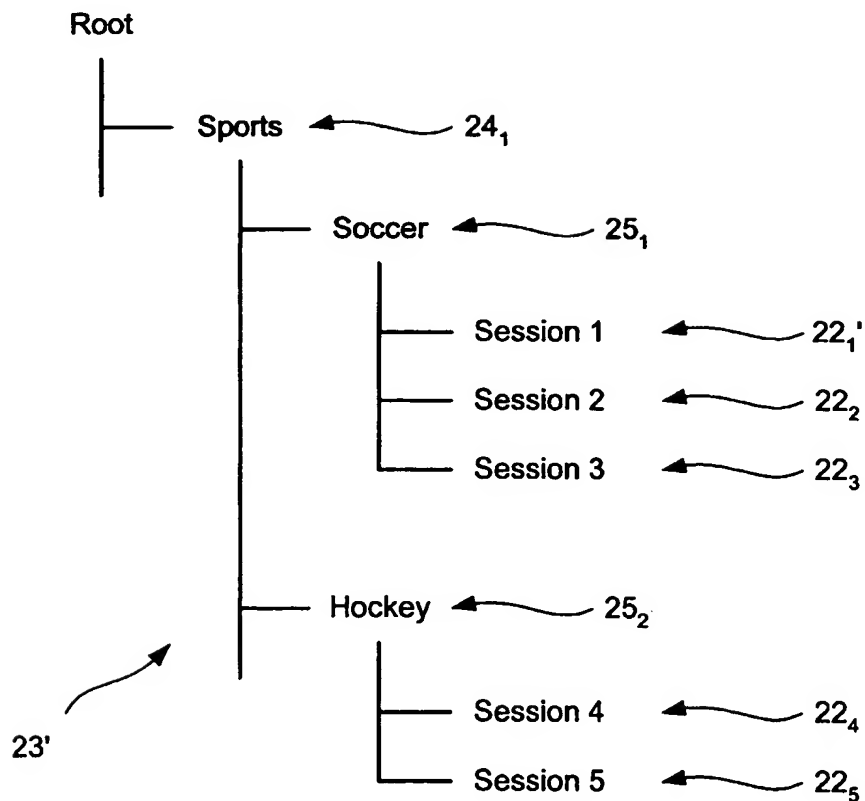 Root
Sports 24₁
Soccer 25₁
Session 1 22₁'
Session 2 22₂
Session 3 22₃
Hockey 25₂
Session 4 22₄
23'
Session 5 22₅